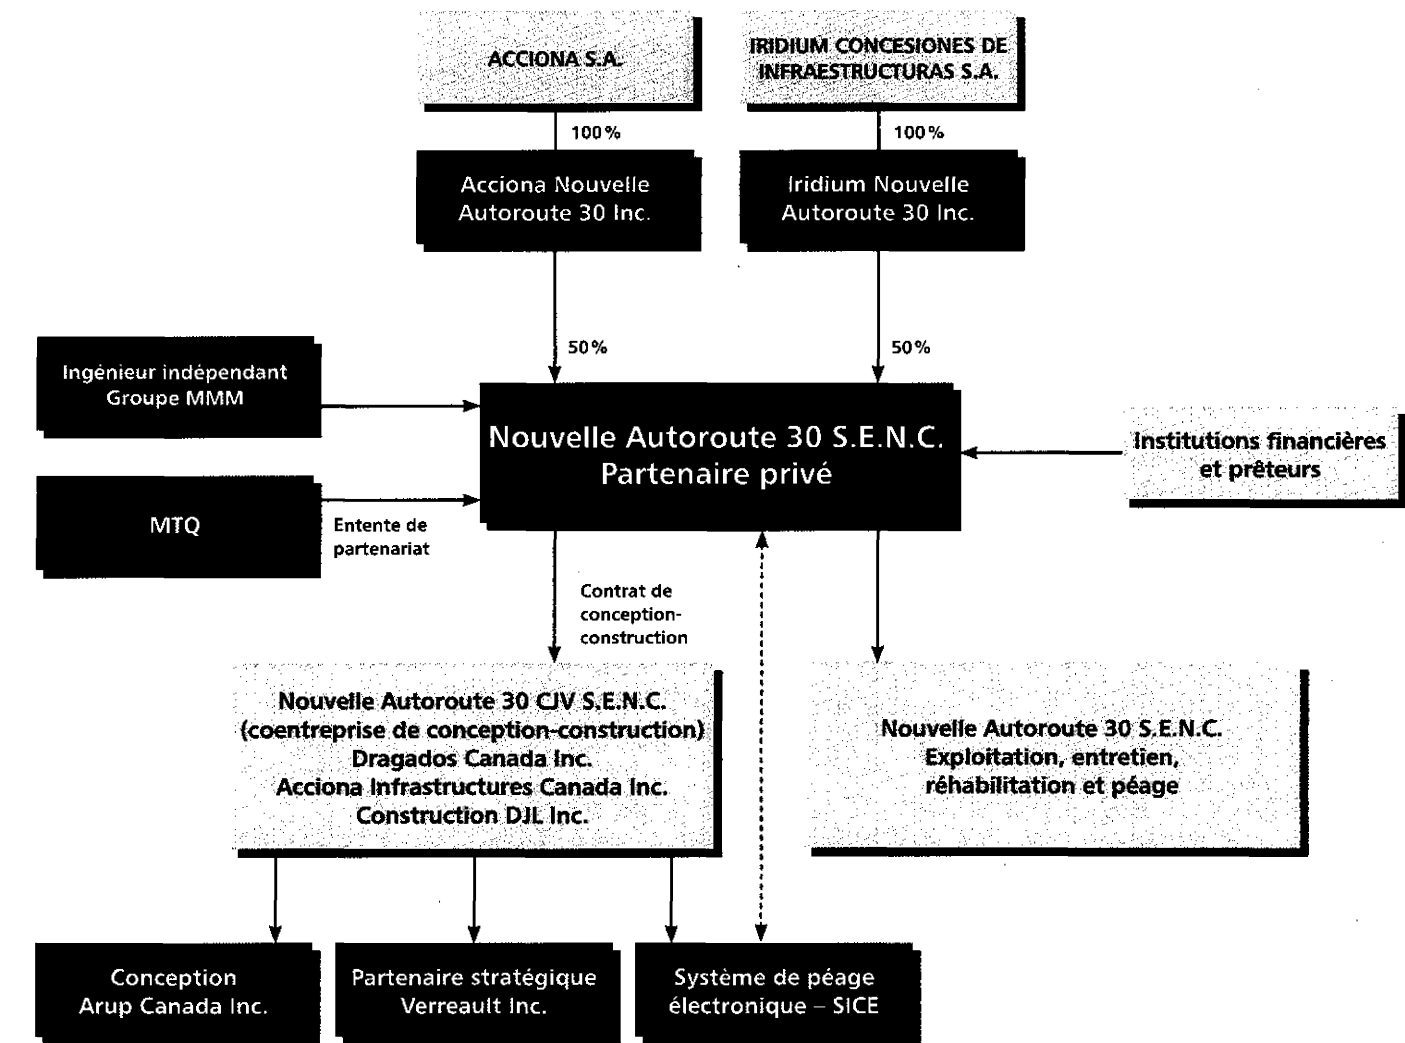 ACCIONA S.A.
IRIDIUM CONCESIONES DE
INFRAESTRUCTURAS S.A.
100%
100%
Acciona Nouvelle
Autoroute 30 Inc.
Iridium Nouvelle
Autoroute 30 Inc.
50%
50%
Ingénieur indépendant
Groupe MMM
Nouvelle Autoroute 30 S.E.N.C.
Partenaire privé
Institutions financières
et prêteurs
MTQ
Entente de
partenariat
Contrat de
conception-
construction
Nouvelle Autoroute 30 CJV S.E.N.C.
(coentreprise de conception-construction)
Dragados Canada Inc.
Acciona Infrastructures Canada Inc.
Construction DJL Inc.
Nouvelle Autoroute 30 S.E.N.C.
Exploitation, entretien,
réhabilitation et péage
Conception
Arup Canada Inc.
Partenaire stratégique
Verreault Inc.
Système de péage
électronique – SICE